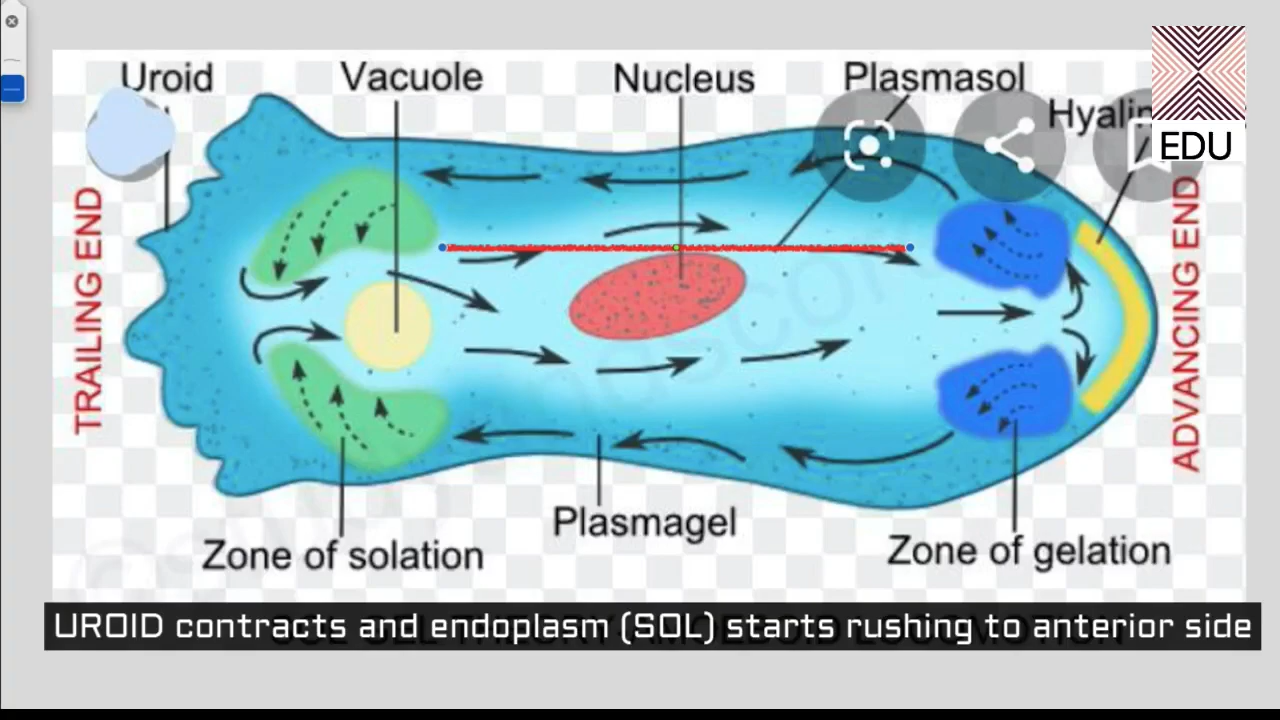 Uroid
Vacuole
Nucleus
Plasmasol
EDU
TRAILING END
ADVANCING END
Plasmagel
Zone of solation
Zone of gelation
UROID contracts and endoplasm (SOL) starts rushing to anterior side